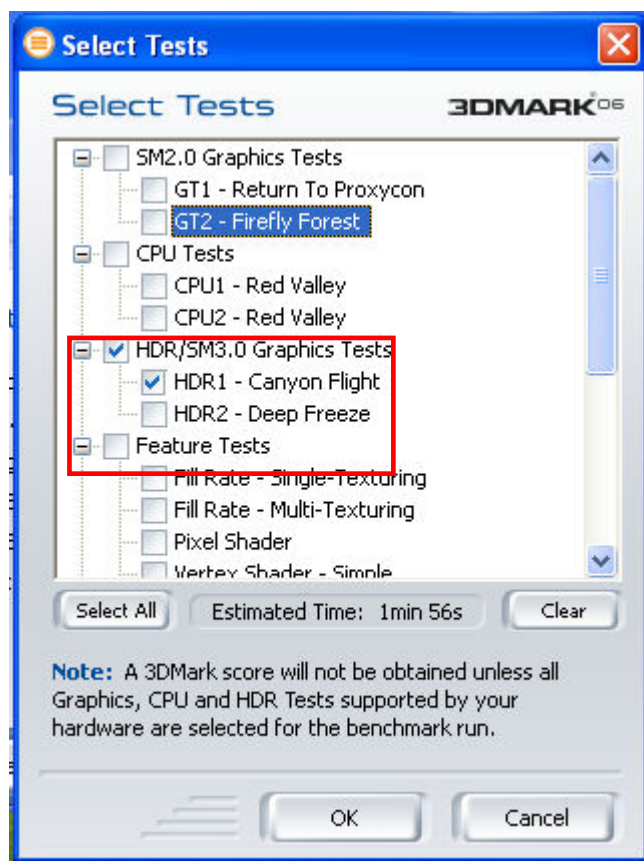 Select Tests
Select Tests 3DMARK®06
SM2.0 Graphics Tests
GT1 - Return To Proxycon
GT2 - Firefly Forest
CPU Tests
CPU1 - Red Valley
CPU2 - Red Valley
HDR/SM3.0 Graphics Tests
HDR1 - Canyon Flight
HDR2 - Deep Freeze
Feature Tests
Fill Rate - Single-Texturing
Fill Rate - Multi-Texturing
Pixel Shader
Vertex Shader - Simple
Select All Estimated Time: 1min 56s Clear
Note: A 3DMark score will not be obtained unless all
Graphics, CPU and HDR Tests supported by your
hardware are selected for the benchmark run.
OK Cancel